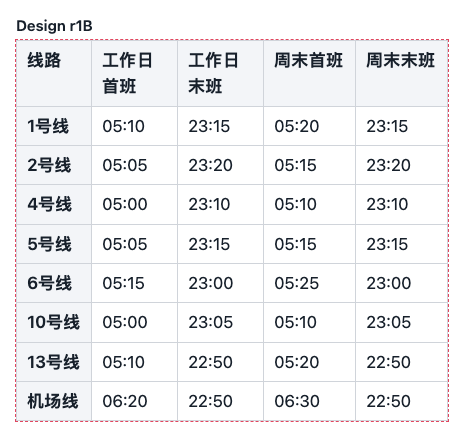 Design r1B
线路 工作日首班 工作日末班 周末首班 周末末班
1号线 05:10 23:15 05:20 23:15
2号线 05:05 23:20 05:15 23:20
4号线 05:00 23:10 05:10 23:10
5号线 05:05 23:15 05:15 23:15
6号线 05:15 23:00 05:25 23:00
10号线 05:00 23:05 05:10 23:05
13号线 05:10 22:50 05:20 22:50
机场线 06:20 22:50 06:30 22:50